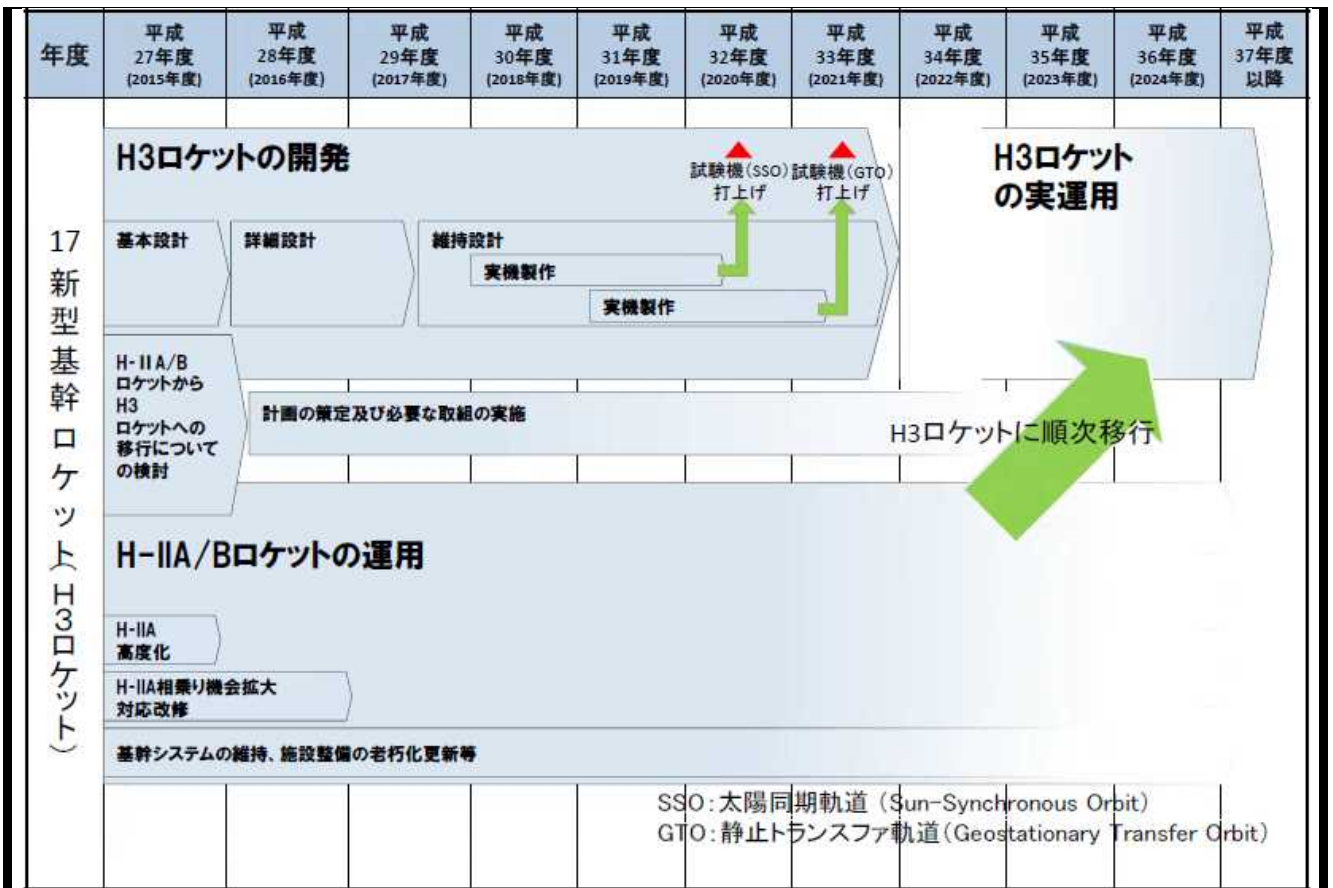 年度
平成
27年度
(2015年度)
平成
28年度
(2016年度)
平成
29年度
(2017年度)
平成
30年度
(2018年度)
平成
31年度
(2019年度)
平成
32年度
(2020年度)
平成
33年度
(2021年度)
平成
34年度
(2022年度)
平成
35年度
(2023年度)
平成
36年度
(2024年度)
平成
37年度
以降
17新型基幹ロケット(H3ロケット)
H3ロケットの開発
試験機(SSO)
打上げ
試験機(GTO)
打上げ
H3ロケット
の実運用
基本設計
詳細設計
維持設計
実機製作
実機製作
H-IIA/B
ロケットから
H3
ロケットへの
移行について
の検討
計画の策定及び必要な取組の実施
H3ロケットに順次移行
H-IIA/Bロケットの運用
H-IIA
高度化
H-IIA相乗り機会拡大
対応改修
基幹システムの維持、施設整備の老朽化更新等
SSO:太陽同期軌道 (Sun-Synchronous Orbit)
GTO:静止トランスファ軌道(Geostationary Transfer Orbit)